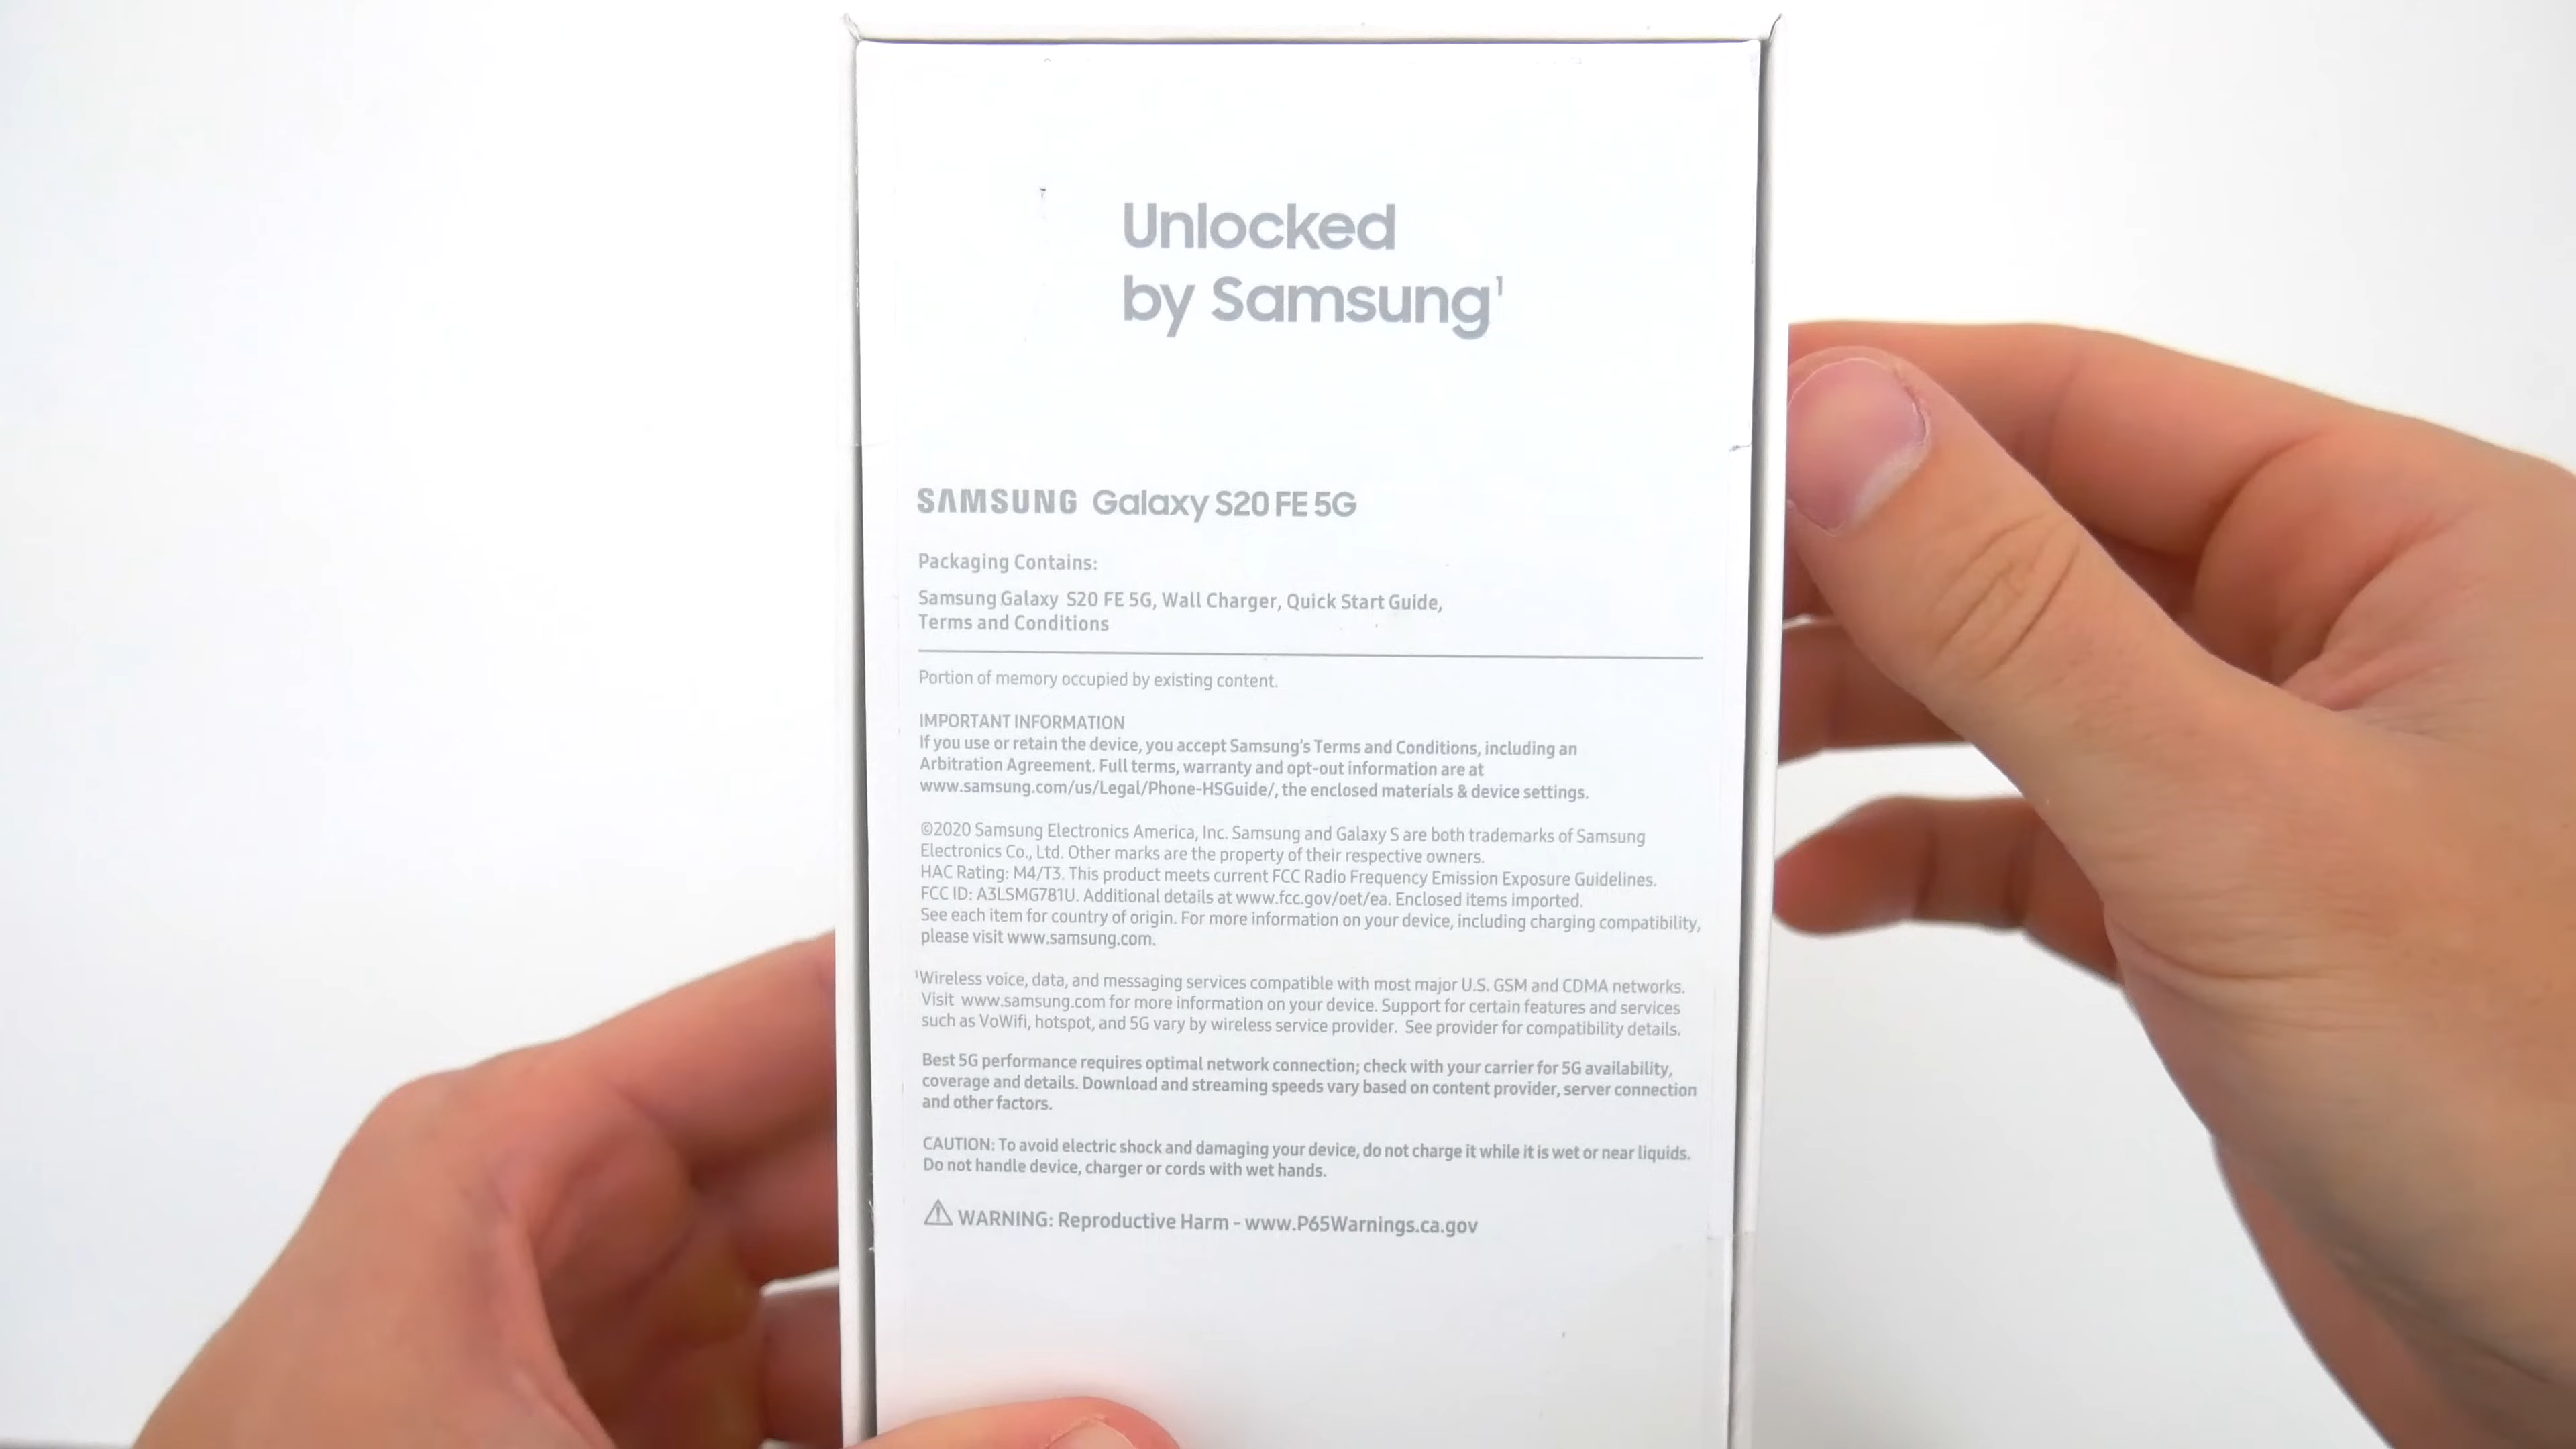 Unlocked
by Samsung¹
SAMSUNG Galaxy S20 FE 5G
Packaging Contains:
Samsung Galaxy S20 FE 5G, Wall Charger, Quick Start Guide,
Terms and Conditions
Portion of memory occupied by existing content.
IMPORTANT INFORMATION
If you use or retain the device, you accept Samsung's Terms and Conditions, including an
Arbitration Agreement. Full terms, warranty and opt-out information are at
www.samsung.com/us/Legal/Phone-HSGuide/, the enclosed materials & device settings.
©2020 Samsung Electronics America, Inc. Samsung and Galaxy S are both trademarks of Samsung
Electronics Co., Ltd. Other marks are the property of their respective owners.
HAC Rating: M4/T3. This product meets current FCC Radio Frequency Emission Exposure Guidelines.
FCC ID: A3LSMG781U. Additional details at www.fcc.gov/oet/ea. Enclosed items imported.
See each item for country of origin. For more information on your device, including charging compatibility,
please visit www.samsung.com.
¹Wireless voice, data, and messaging services compatible with most major U.S. GSM and CDMA networks.
Visit www.samsung.com for more information on your device. Support for certain features and services
such as VoWifi, hotspot, and 5G vary by wireless service provider. See provider for compatibility details.
Best 5G performance requires optimal network connection; check with your carrier for 5G availability,
coverage and details. Download and streaming speeds vary based on content provider, server connection
and other factors.
CAUTION: To avoid electric shock and damaging your device, do not charge it while it is wet or near liquids.
Do not handle device, charger or cords with wet hands.
⚠ WARNING: Reproductive Harm - www.P65Warnings.ca.gov